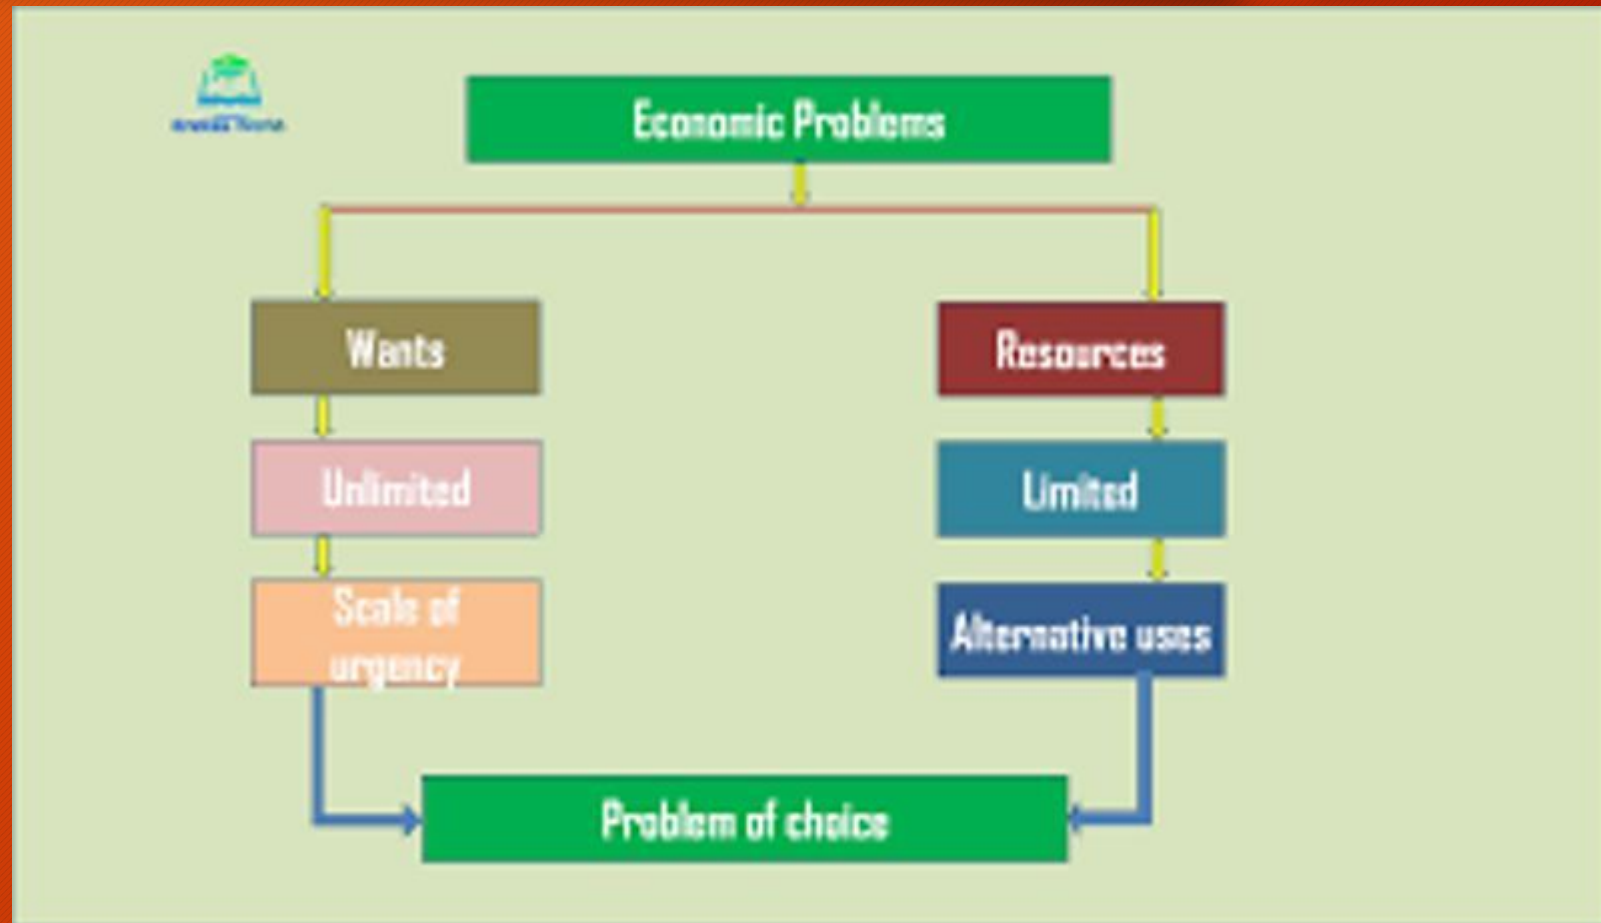 Economic Problems
Wants
Resources
Unlimited
Limited
Scale of
urgency
Alternative uses
Problem of choice